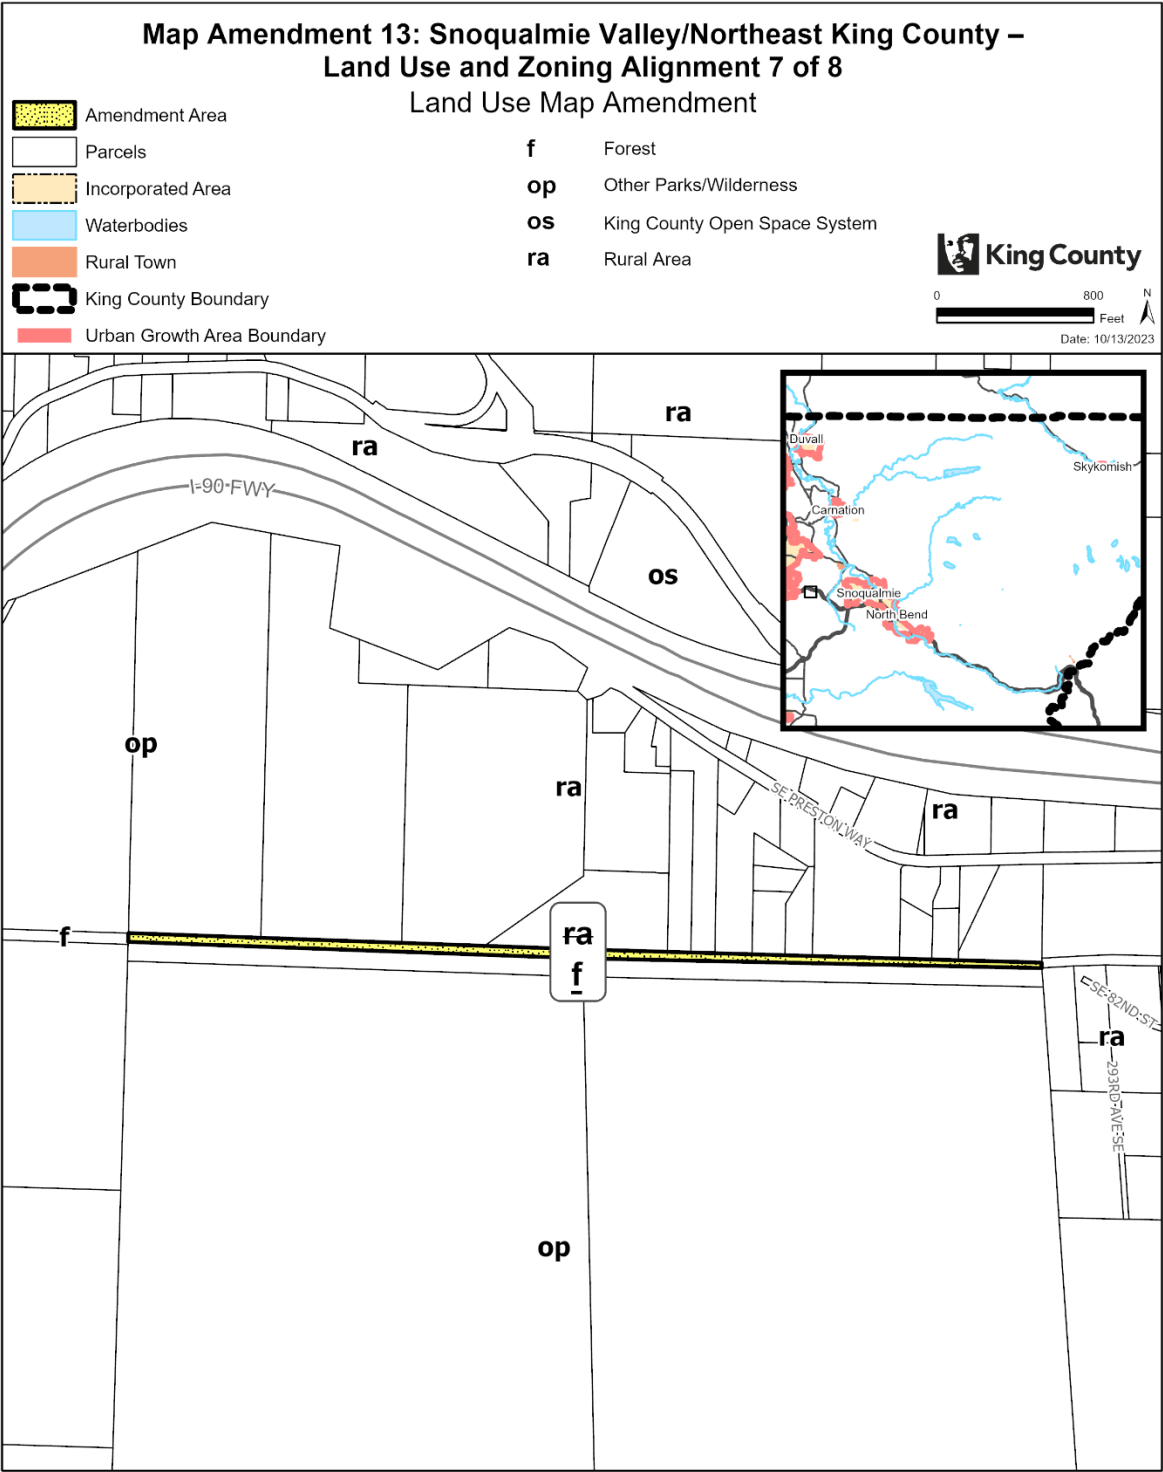 Map Amendment 13: Snoqualmie Valley/Northeast King County –
Land Use and Zoning Alignment 7 of 8
Land Use Map Amendment
Amendment Area
Parcels
Incorporated Area
Waterbodies
Rural Town
King County Boundary
Urban Growth Area Boundary
f Forest
op Other Parks/Wilderness
os King County Open Space System
ra Rural Area
King County
0 800
Feet
N
Date: 10/13/2023
ra
ra
I-90 FWY
os
Duvall
Skykomish
Carnation
Snoqualmie
North Bend
op
ra
SE PRESTON WAY
ra
f
ra
f
SE 82ND ST
ra
293RD AVE SE
op